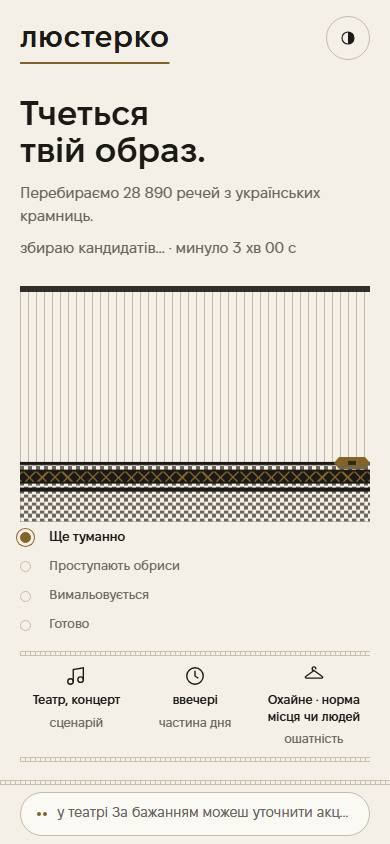 люстерко
Тчеться
твій образ.
Перебираємо 28 890 речей з українських
крамниць.
збираю кандидатів... · минуло 3 хв 00 с
Ще туманно
Проступають обриси
Вимальовується
Готово
Театр, концерт
сценарій
ввечері
частина дня
Охайне · норма
місця чи людей
ошатність
у театрі За бажанням можеш уточнити акц...